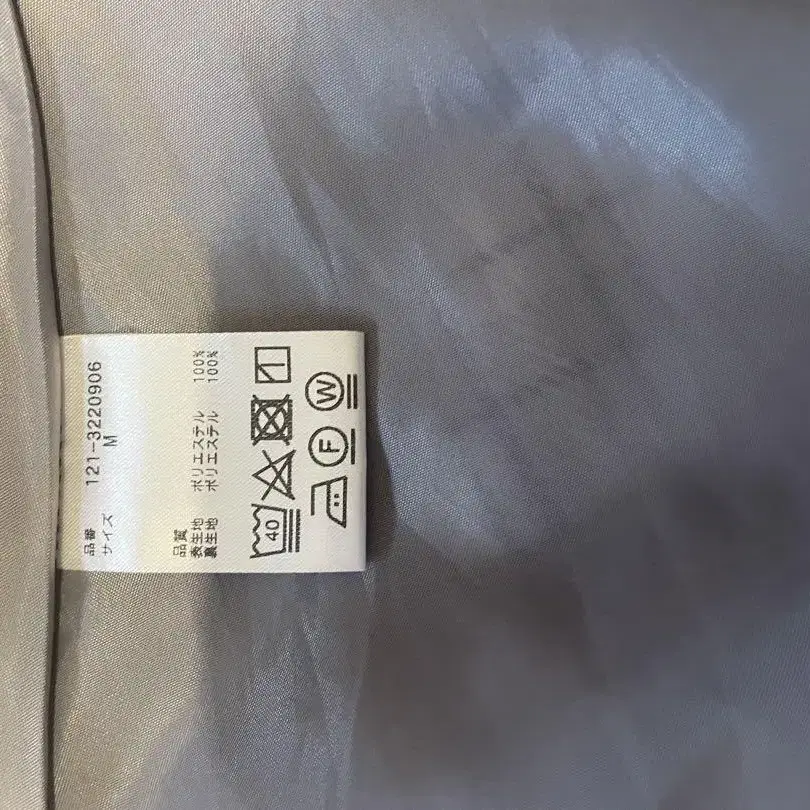 品番 121-3220906
サイズ M
品質
表生地 ポリエステル 100%
裏生地 ポリエステル 100%
40
F
W